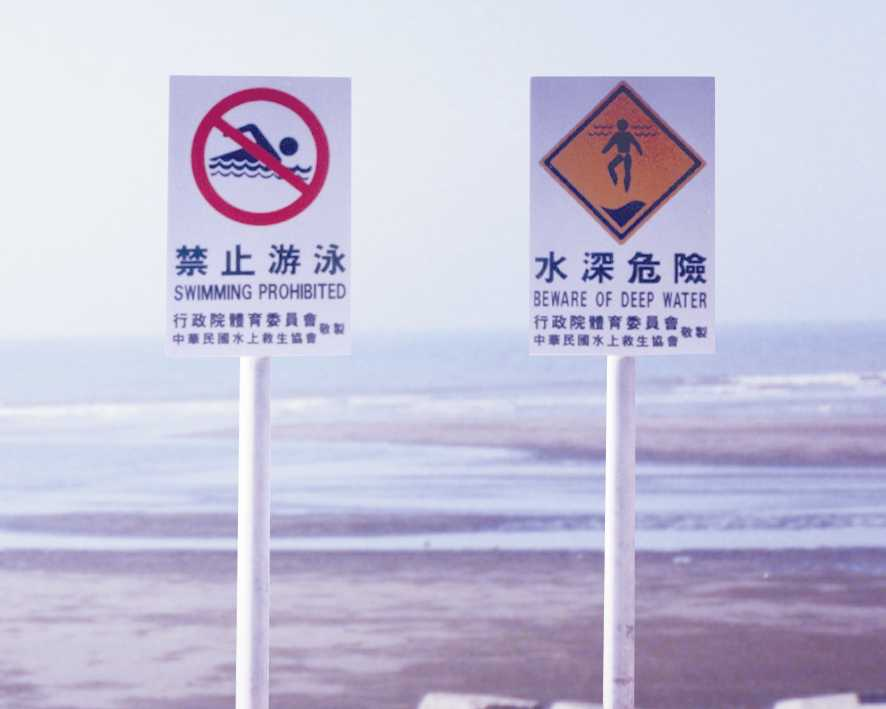 禁止游泳
SWIMMING PROHIBITED
行政院體育委員會
中華民國水上救生協會
敬製
水深危險
BEWARE OF DEEP WATER
行政院體育委員會
中華民國水上救生協會
敬製